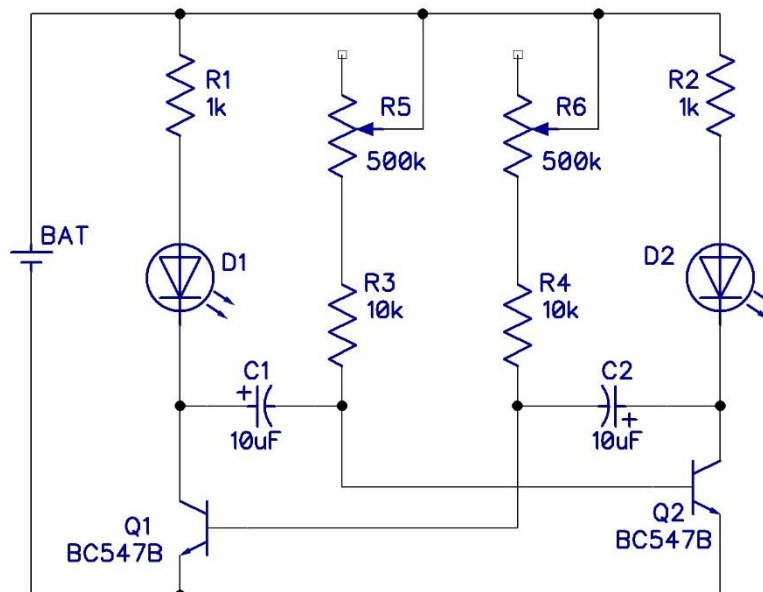 R1
1k
R5
500k
R6
500k
R2
1k
BAT
D1
R3
10k
R4
10k
D2
C1
+
10uF
C2
+
10uF
Q1
BC547B
Q2
BC547B